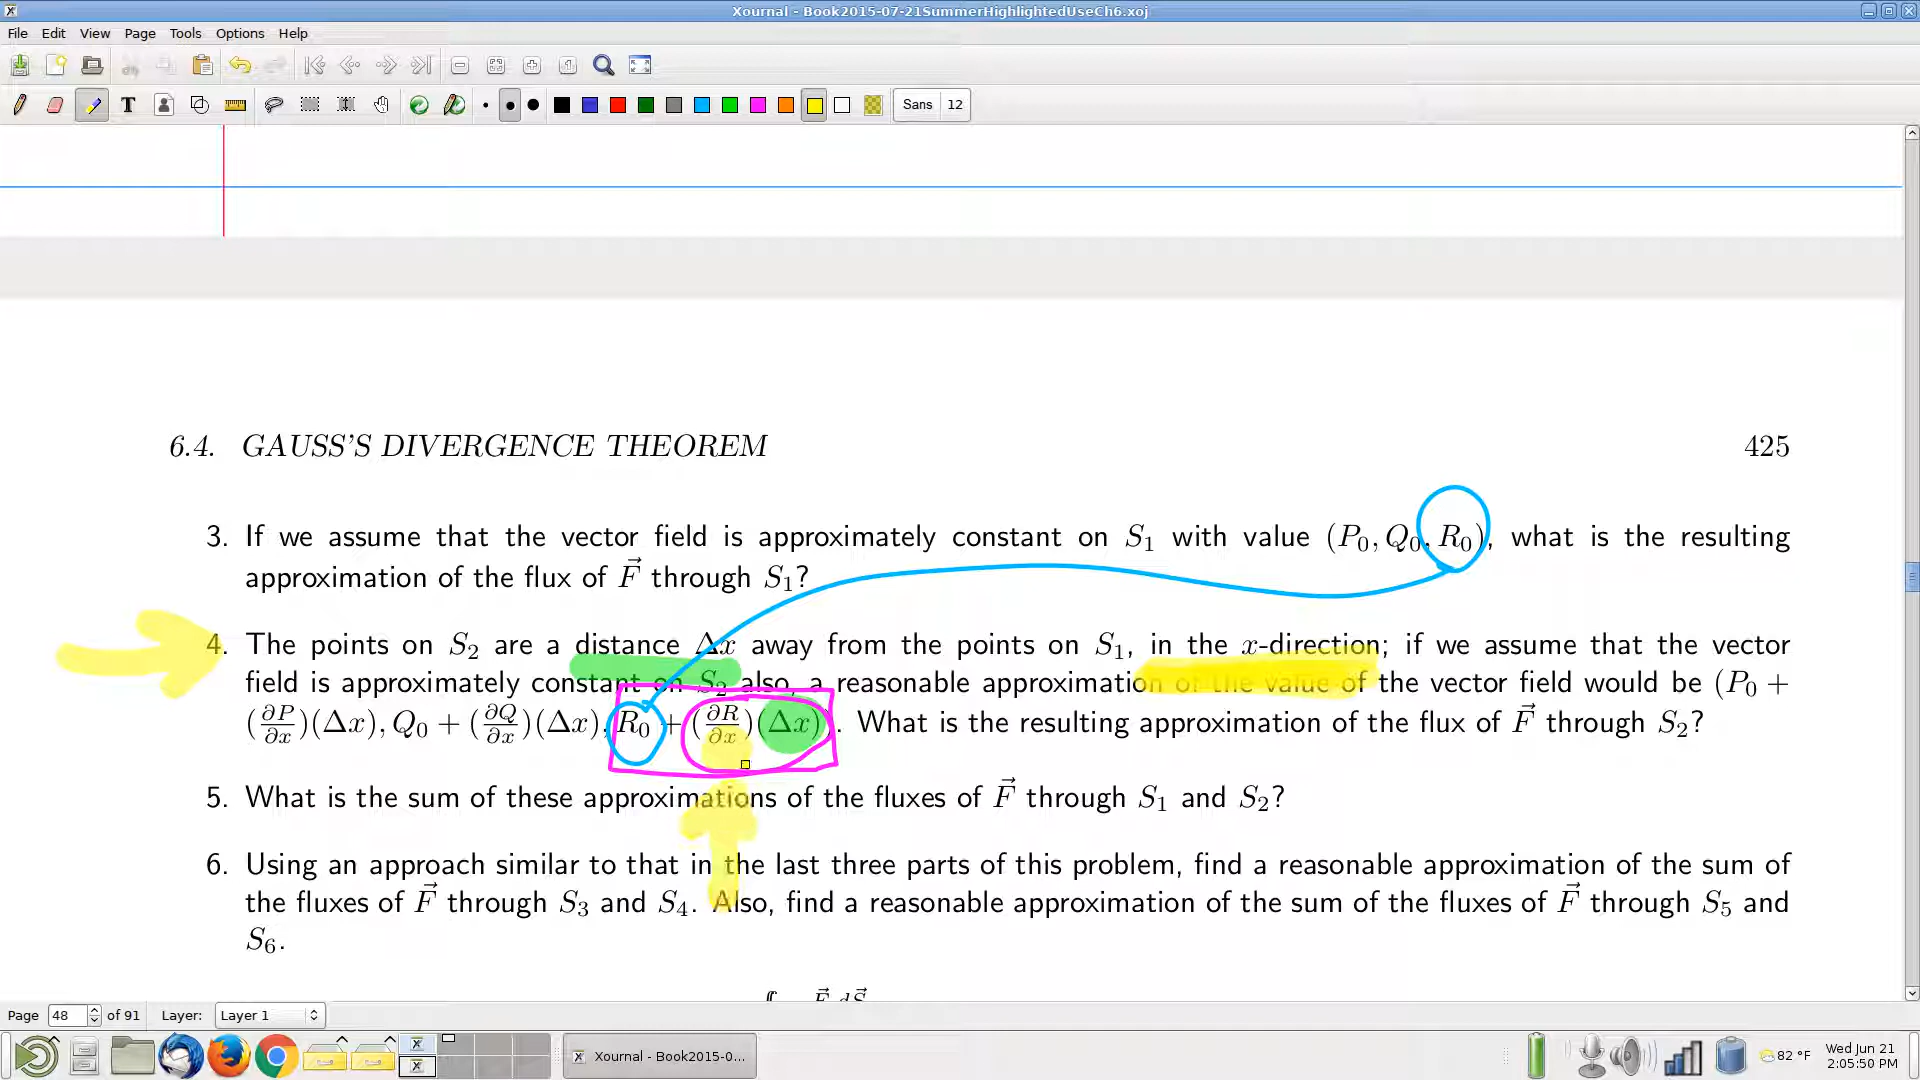 Xournal - Book2015-07-21SummerHighlightedUseCh6.xoj
File Edit View Page Tools Options Help
Sans 12
6.4. GAUSS'S DIVERGENCE THEOREM 425
3. If we assume that the vector field is approximately constant on S₁ with value (P₀, Q₀, R₀), what is the resulting
approximation of the flux of F⃗ through S₁?
4. The points on S₂ are a distance Δx away from the points on S₁, in the x-direction; if we assume that the vector
field is approximately constant on S₂ also, a reasonable approximation of the value of the vector field would be (P₀ +
(∂P/∂x)(Δx), Q₀ + (∂Q/∂x)(Δx), R₀ + (∂R/∂x)(Δx)). What is the resulting approximation of the flux of F⃗ through S₂?
5. What is the sum of these approximations of the fluxes of F⃗ through S₁ and S₂?
6. Using an approach similar to that in the last three parts of this problem, find a reasonable approximation of the sum of
the fluxes of F⃗ through S₃ and S₄. Also, find a reasonable approximation of the sum of the fluxes of F⃗ through S₅ and
S₆.
Page 48 of 91 Layer: Layer 1
Xournal - Book2015-0...
82 °F
Wed Jun 21
2:05:50 PM